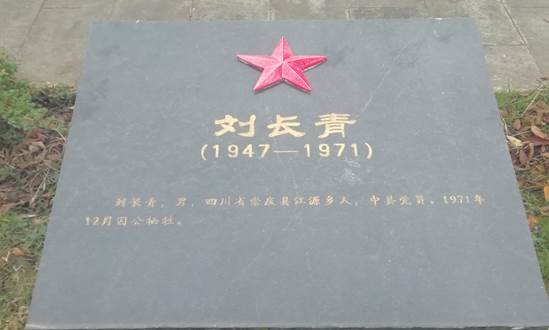 刘长青
(1947—1971)
刘长青，男，四川省崇庆县江源乡人，中共党员。1971年
12月因公牺牲。